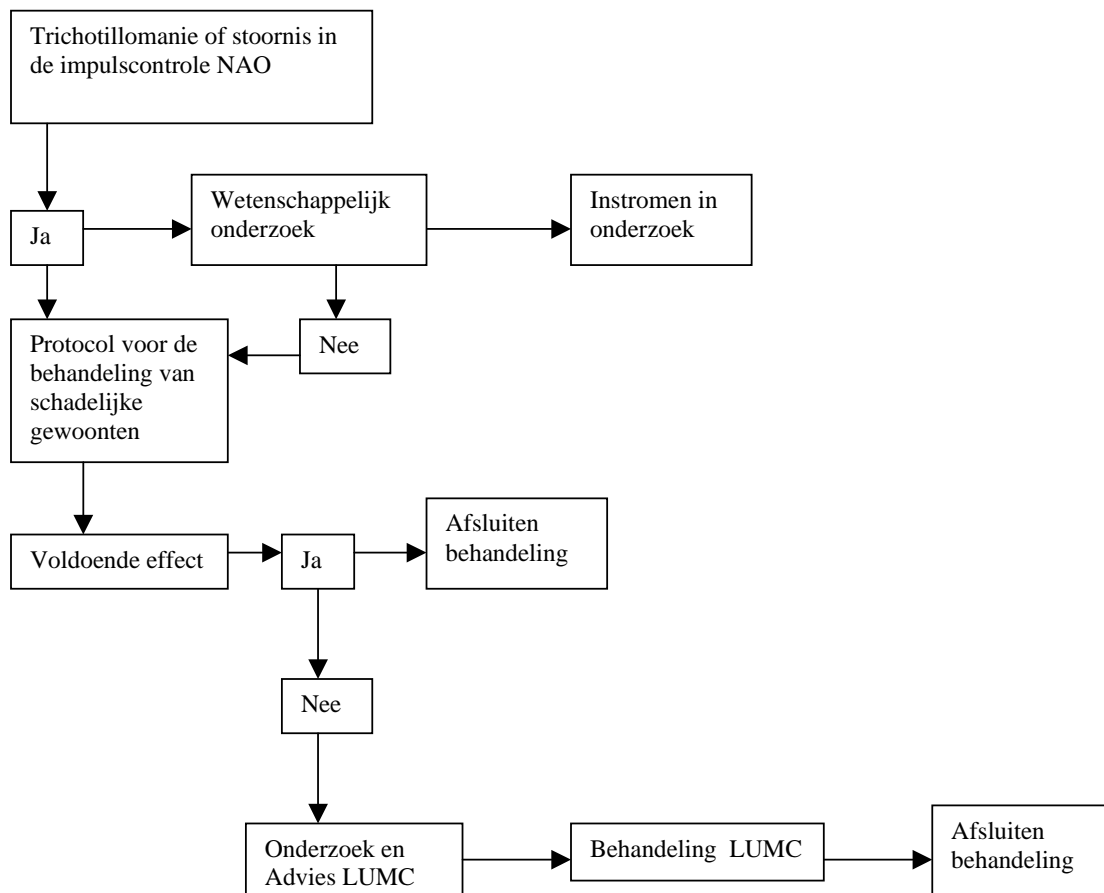 Trichotillomanie of stoornis in
de impulscontrole NAO
Ja
Wetenschappelijk
onderzoek
Instromen in
onderzoek
Nee
Protocol voor de
behandeling van
schadelijke
gewoonten
Voldoende effect
Ja
Afsluiten
behandeling
Nee
Onderzoek en
Advies LUMC
Behandeling LUMC
Afsluiten
behandeling